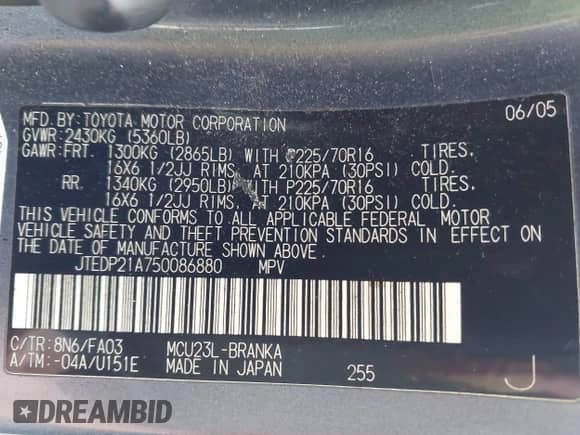 06/05
MFD.BY:TOYOTA MOTOR CORPORATION
GVWR:2430KG (5360LB)
GAWR:FRT. 1300KG (2865LB) WITH P225/70R16 TIRES.
16X6 1/2JJ RIMS, AT 210KPA (30PSI) COLD.
RR. 1340KG (2950LB) WITH P225/70R16 TIRES.
16X6 1/2JJ RIMS, AT 210KPA (30PSI) COLD.
THIS VEHICLE CONFORMS TO ALL APPLICABLE FEDERAL MOTOR
VEHICLE SAFETY AND THEFT PREVENTION STANDARDS IN EFFECT ON
THE DATE OF MANUFACTURE SHOWN ABOVE.
JTEDP21A750086880 MPV
C/TR:8N6/FA03 MCU23L-BRANKA
A/TM:-04A/U151E MADE IN JAPAN 255 J
DREAMBID